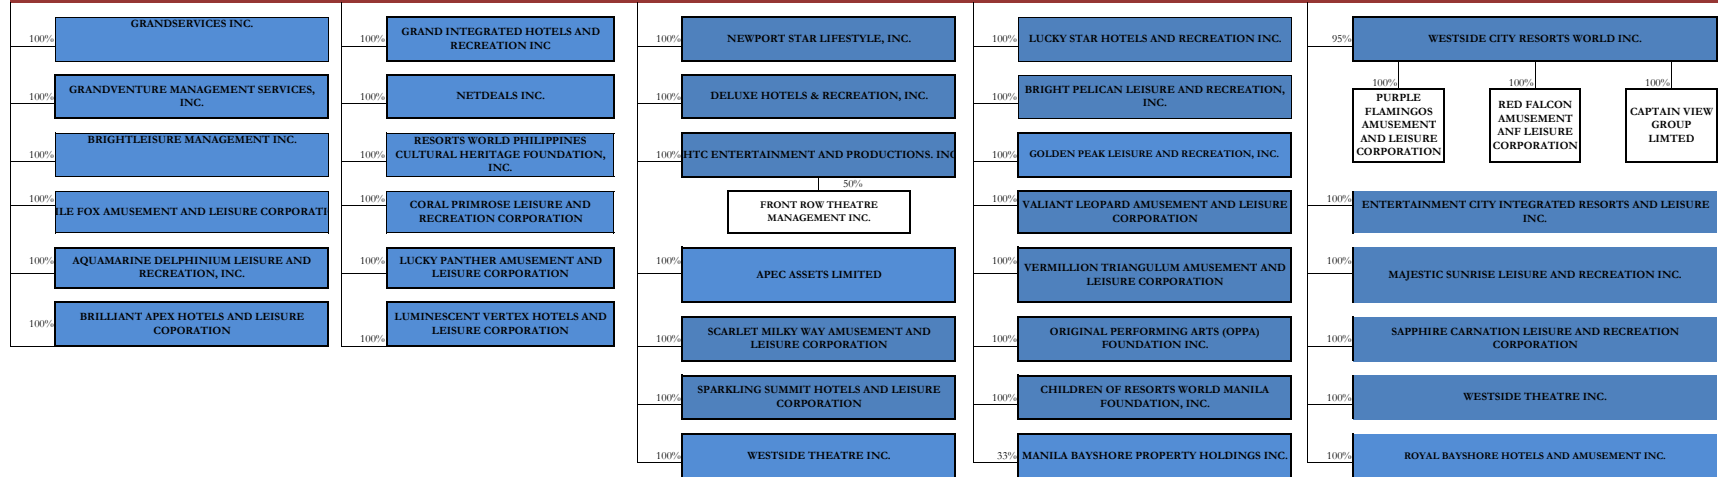 GRANDSERVICES INC.
100%
GRANDVENTURE MANAGEMENT SERVICES,
INC.
100%
BRIGHTLEISURE MANAGEMENT INC.
100%
ILE FOX AMUSEMENT AND LEISURE CORPORATI
100%
AQUAMARINE DELPHINIUM LEISURE AND
RECREATION, INC.
100%
BRILLIANT APEX HOTELS AND LEISURE
COPORATION
100%
GRAND INTEGRATED HOTELS AND
RECREATION INC
100%
NETDEALS INC.
100%
RESORTS WORLD PHILIPPINES
CULTURAL HERITAGE FOUNDATION,
INC.
100%
CORAL PRIMROSE LEISURE AND
RECREATION CORPORATION
100%
LUCKY PANTHER AMUSEMENT AND
LEISURE CORPORATION
100%
LUMINESCENT VERTEX HOTELS AND
LEISURE CORPORATION
100%
NEWPORT STAR LIFESTYLE, INC.
100%
DELUXE HOTELS & RECREATION, INC.
100%
HTC ENTERTAINMENT AND PRODUCTIONS. INC
100%
50%
FRONT ROW THEATRE
MANAGEMENT INC.
100%
APEC ASSETS LIMITED
SCARLET MILKY WAY AMUSEMENT AND
LEISURE CORPORATION
100%
SPARKLING SUMMIT HOTELS AND LEISURE
CORPORATION
100%
WESTSIDE THEATRE INC.
100%
LUCKY STAR HOTELS AND RECREATION INC.
100%
BRIGHT PELICAN LEISURE AND RECREATION,
INC.
100%
GOLDEN PEAK LEISURE AND RECREATION, INC.
100%
VALIANT LEOPARD AMUSEMENT AND LEISURE
CORPORATION
100%
VERMILLION TRIANGULUM AMUSEMENT AND
LEISURE CORPORATION
100%
ORIGINAL PERFORMING ARTS (OPPA)
FOUNDATION INC.
100%
CHILDREN OF RESORTS WORLD MANILA
FOUNDATION, INC.
100%
MANILA BAYSHORE PROPERTY HOLDINGS INC.
33%
WESTSIDE CITY RESORTS WORLD INC.
95%
100%
PURPLE
FLAMINGOS
AMUSEMENT
AND LEISURE
CORPORATION
100%
RED FALCON
AMUSEMENT
ANF LEISURE
CORPORATION
100%
CAPTAIN VIEW
GROUP
LIMTED
100%
ENTERTAINMENT CITY INTEGRATED RESORTS AND LEISURE
INC.
100%
MAJESTIC SUNRISE LEISURE AND RECREATION INC.
SAPPHIRE CARNATION LEISURE AND RECREATION
CORPORATION
100%
WESTSIDE THEATRE INC.
100%
ROYAL BAYSHORE HOTELS AND AMUSEMENT INC.
100%